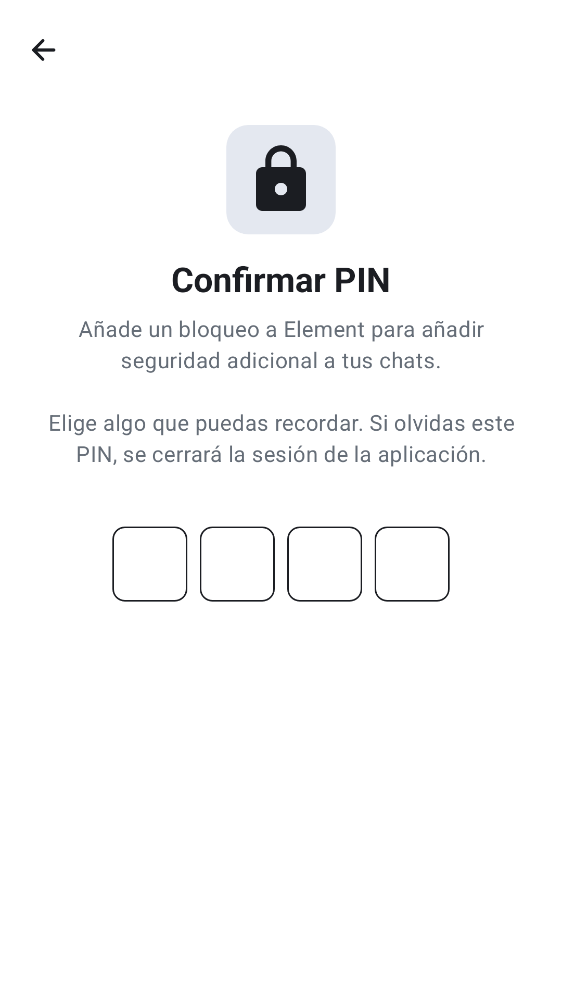 Confirmar PIN
Añade un bloqueo a Element para añadir
seguridad adicional a tus chats.
Elige algo que puedas recordar. Si olvidas este
PIN, se cerrará la sesión de la aplicación.